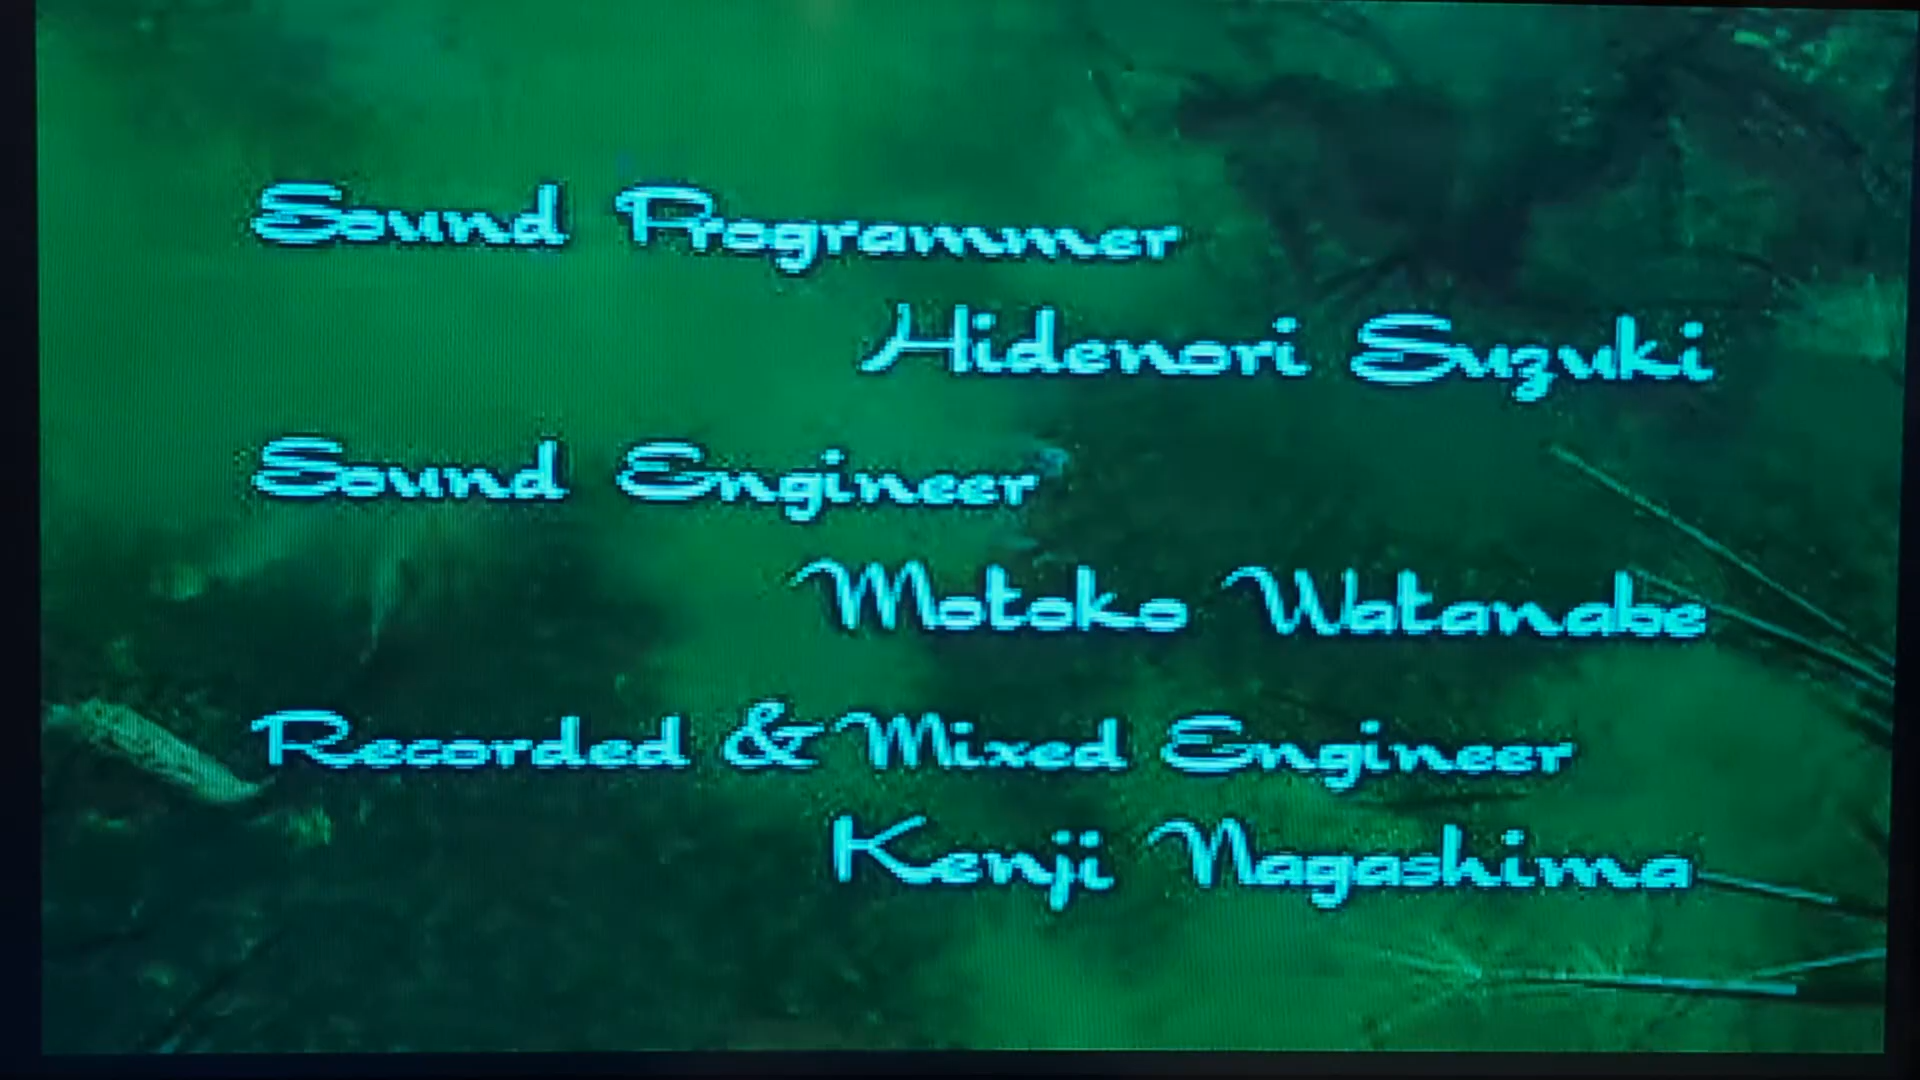 Sound Programmer
Hidenori Suzuki
Sound Engineer
Motoko Watanabe
Recorded & Mixed Engineer
Kenji Nagashima